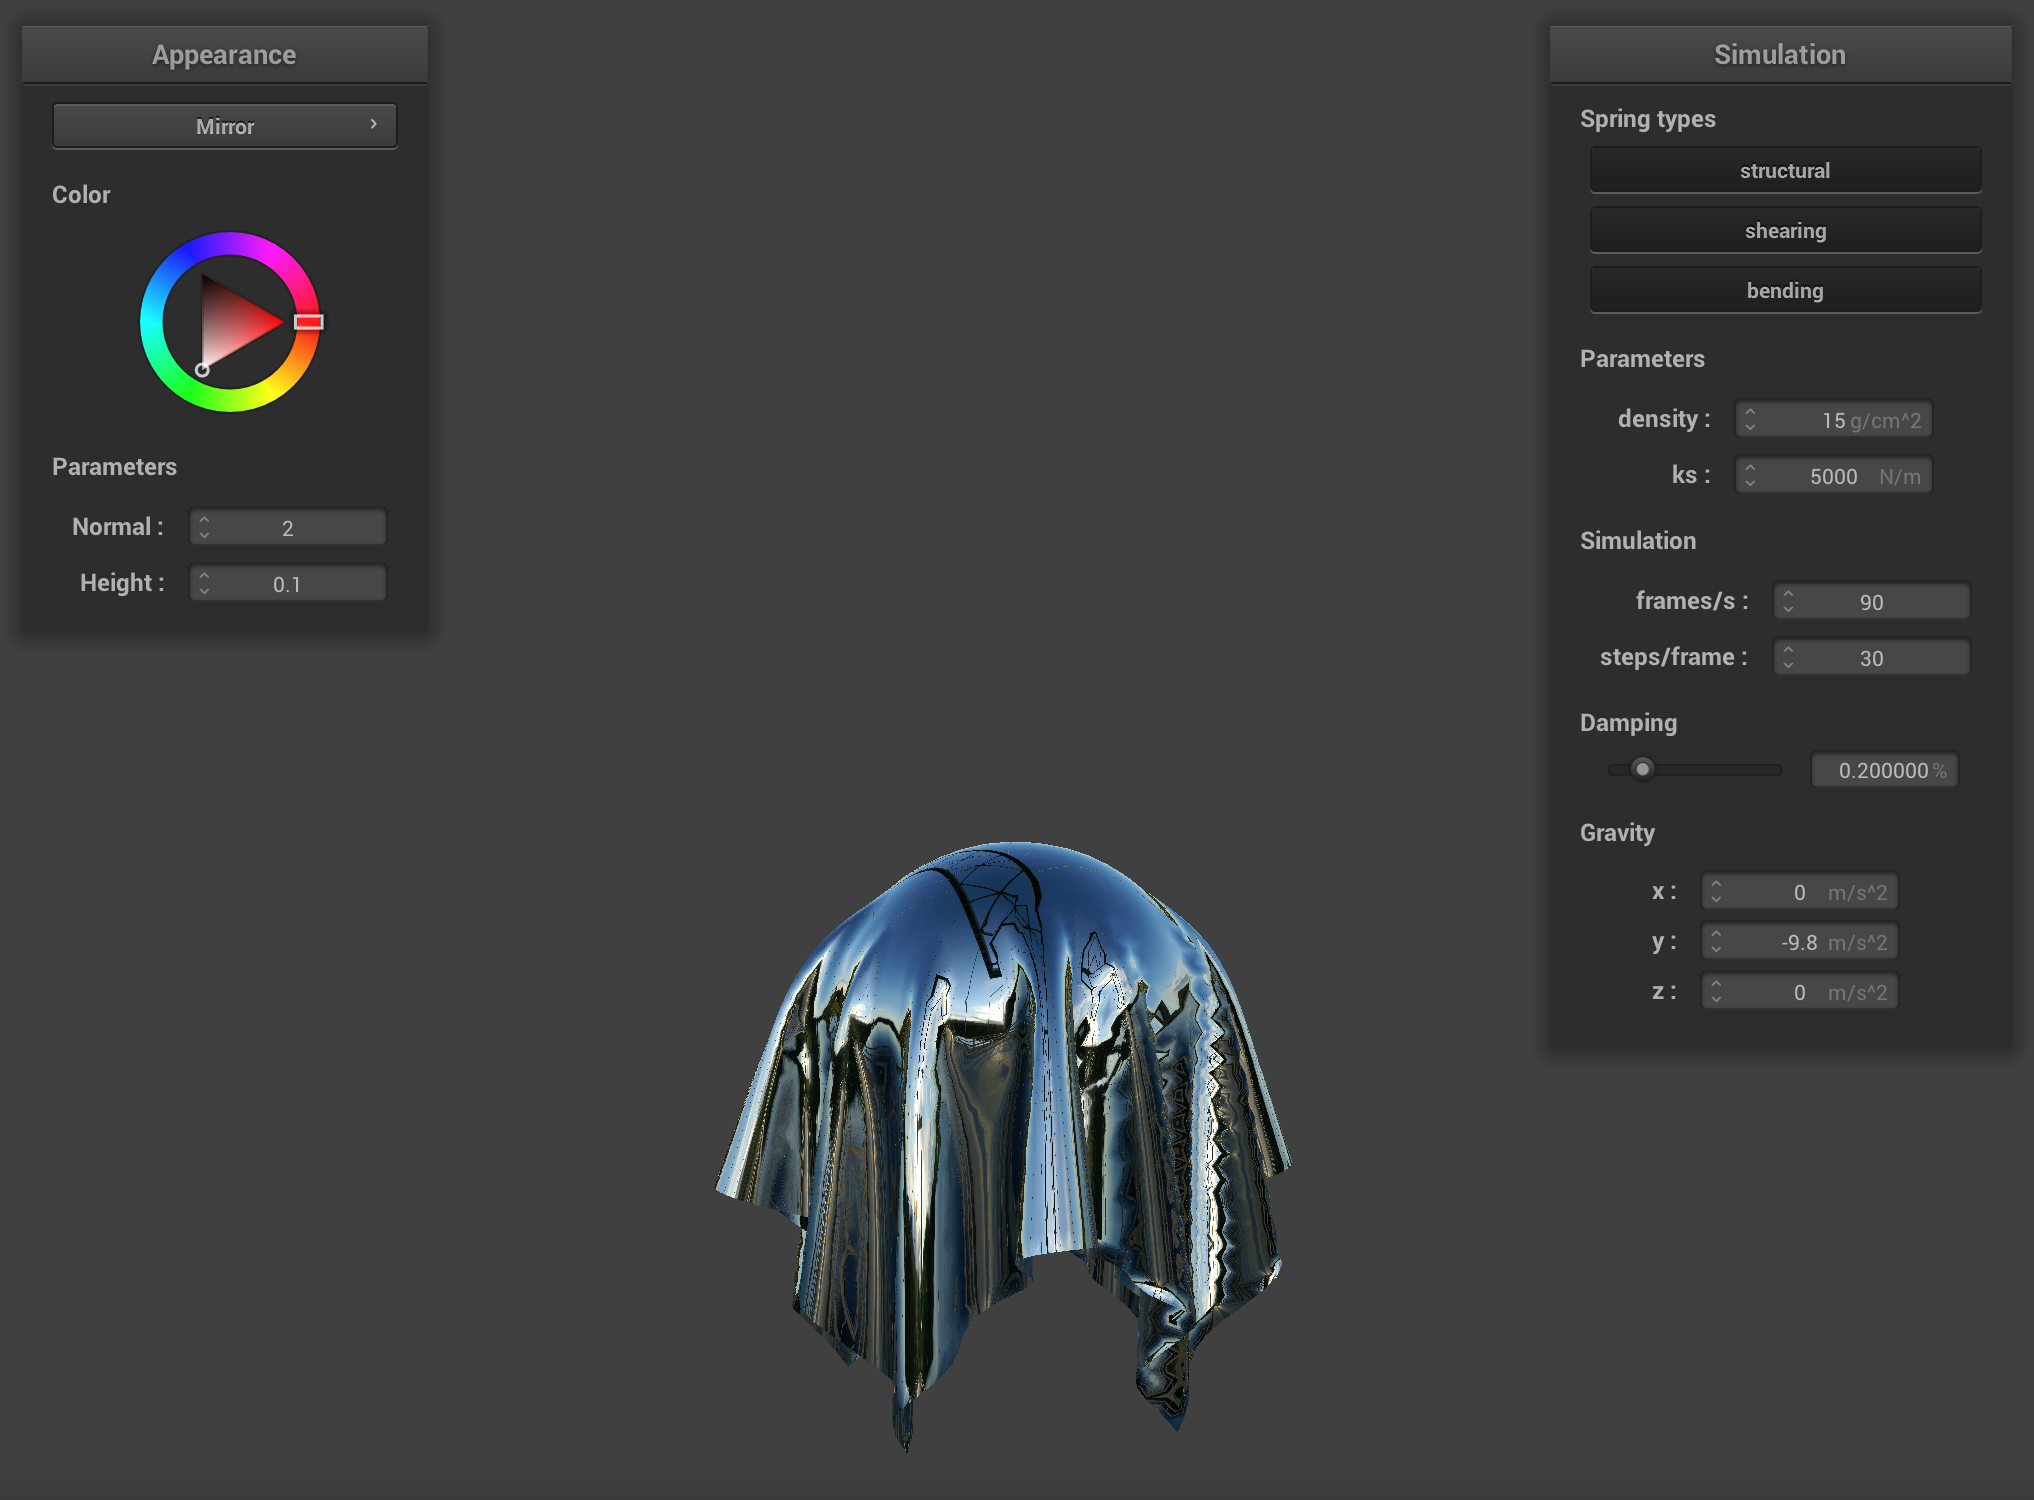 Appearance
Mirror
Color
Parameters
Normal : 2
Height : 0.1
Simulation
Spring types
structural
shearing
bending
Parameters
density : 15 g/cm^2
ks : 5000 N/m
Simulation
frames/s : 90
steps/frame : 30
Damping
0.200000 %
Gravity
x : 0 m/s^2
y : -9.8 m/s^2
z : 0 m/s^2